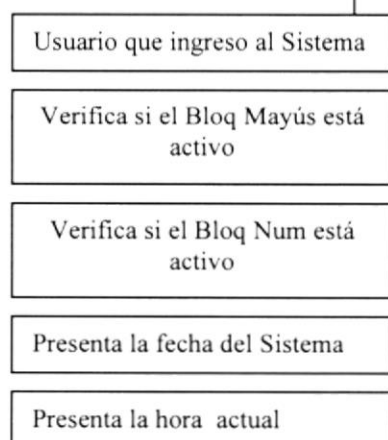 Usuario que ingreso al Sistema
Verifica si el Bloq Mayús está
activo
Verifica si el Bloq Num está
activo
Presenta la fecha del Sistema
Presenta la hora actual